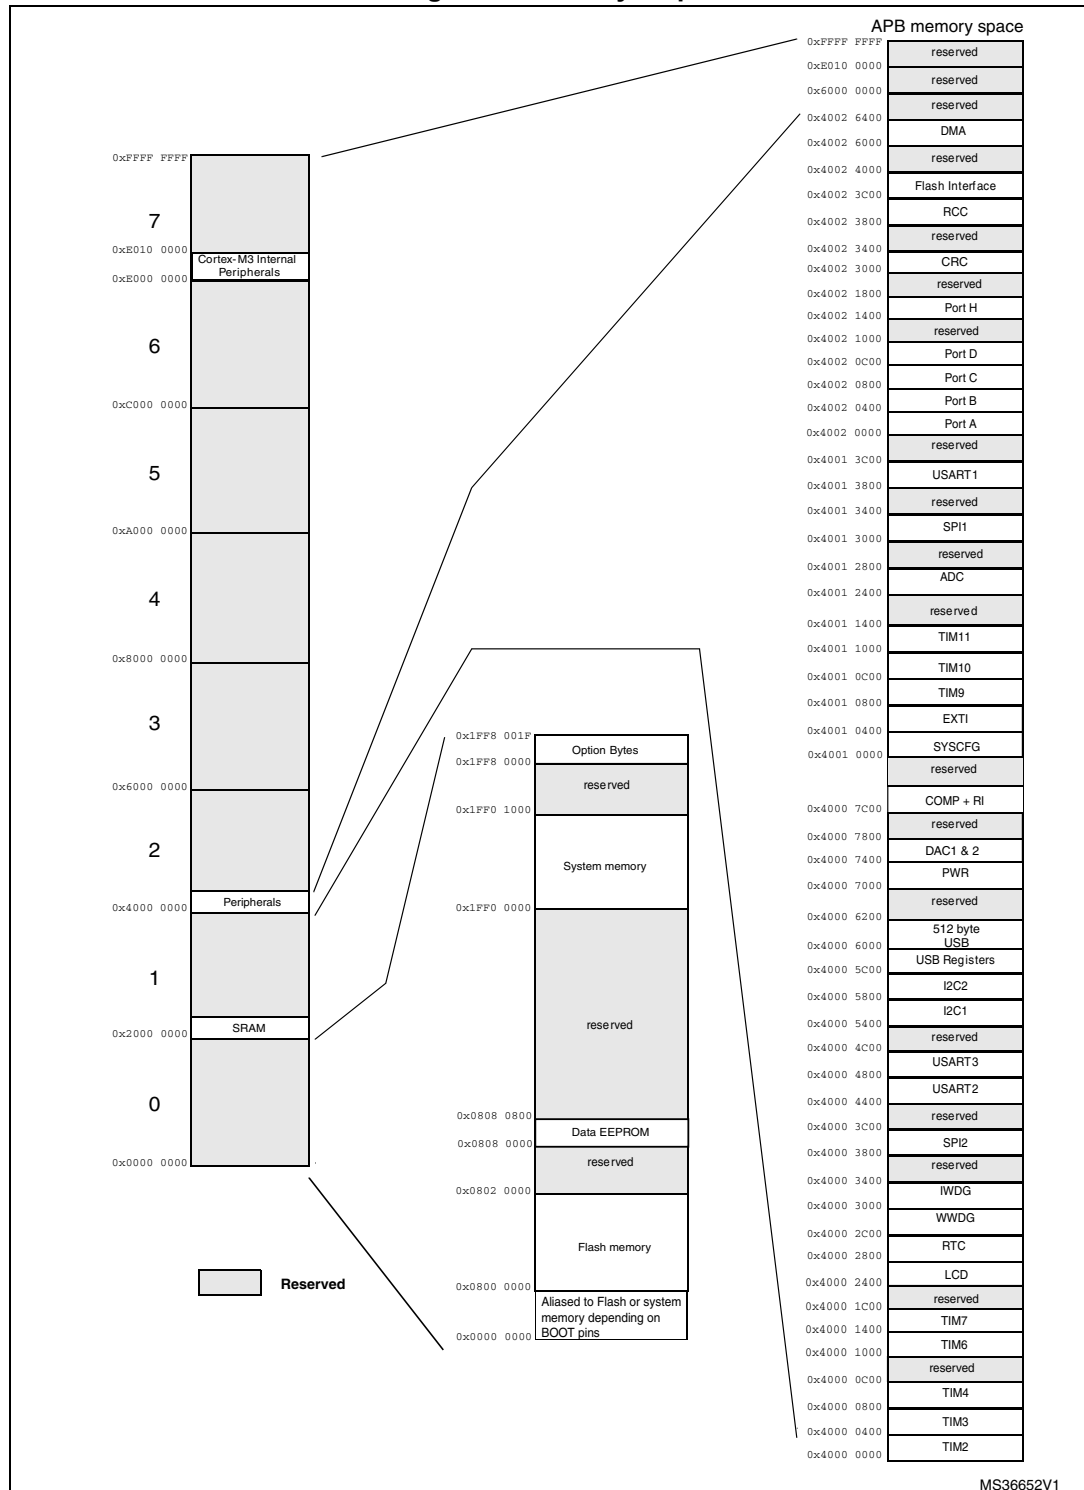 APB memory space
0xFFFF FFFF
reserved
0xE010 0000
reserved
0x6000 0000
reserved
0x4002 6400
DMA
0x4002 6000
reserved
0x4002 4000
Flash Interface
0x4002 3C00
RCC
0x4002 3800
reserved
0x4002 3400
CRC
0x4002 3000
reserved
0x4002 1800
Port H
0x4002 1400
reserved
0x4002 1000
Port D
0x4002 0C00
Port C
0x4002 0800
Port B
0x4002 0400
Port A
0x4002 0000
reserved
0x4001 3C00
USART1
0x4001 3800
reserved
0x4001 3400
SPI1
0x4001 3000
reserved
0x4001 2800
ADC
0x4001 2400
reserved
0x4001 1400
TIM11
0x4001 1000
TIM10
0x4001 0C00
TIM9
0x4001 0800
EXTI
0x4001 0400
SYSCFG
0x4001 0000
reserved
COMP + RI
0x4000 7C00
reserved
0x4000 7800
DAC1 & 2
0x4000 7400
PWR
0x4000 7000
reserved
0x4000 6200
512 byte
USB
0x4000 6000
USB Registers
0x4000 5C00
I2C2
0x4000 5800
I2C1
0x4000 5400
reserved
0x4000 4C00
USART3
0x4000 4800
USART2
0x4000 4400
reserved
0x4000 3C00
SPI2
0x4000 3800
reserved
0x4000 3400
IWDG
0x4000 3000
WWDG
0x4000 2C00
RTC
0x4000 2800
LCD
0x4000 2400
reserved
0x4000 1C00
TIM7
0x4000 1400
TIM6
0x4000 1000
reserved
0x4000 0C00
TIM4
0x4000 0800
TIM3
0x4000 0400
TIM2
0x4000 0000
0xFFFF FFFF
7
0xE010 0000
Cortex-M3 Internal
Peripherals
0xE000 0000
6
0xC000 0000
5
0xA000 0000
4
0x8000 0000
3
0x6000 0000
2
Peripherals
0x4000 0000
1
SRAM
0x2000 0000
0
0x0000 0000
Reserved
0x1FF8 001F
Option Bytes
0x1FF8 0000
reserved
0x1FF0 1000
System memory
0x1FF0 0000
reserved
0x0808 0800
Data EEPROM
0x0808 0000
reserved
0x0802 0000
Flash memory
0x0800 0000
Aliased to Flash or system
memory depending on
BOOT pins
0x0000 0000
MS36652V1